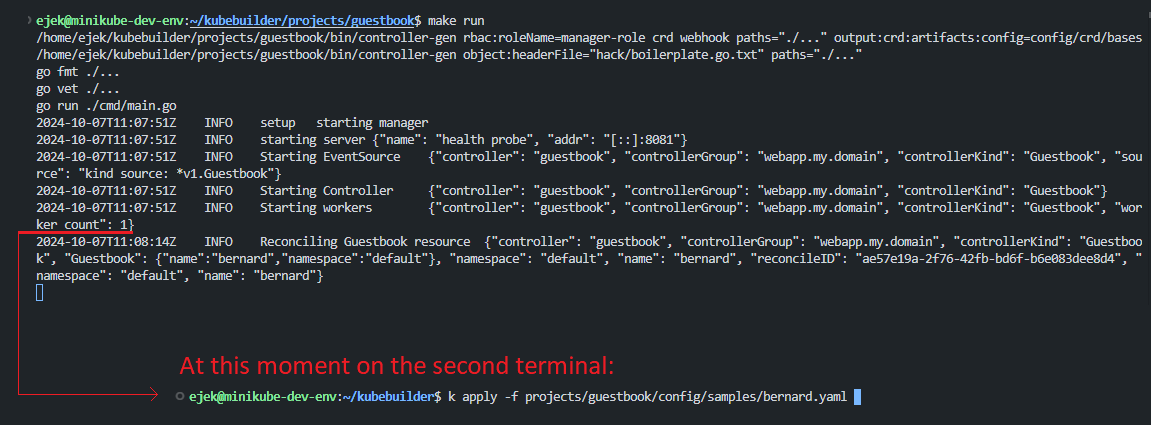 ejek@minikube-dev-env:~/kubebuilder/projects/guestbook$ make run
/home/ejek/kubebuilder/projects/guestbook/bin/controller-gen rbac:roleName=manager-role crd webhook paths="./..." output:crd:artifacts:config=config/crd/bases
/home/ejek/kubebuilder/projects/guestbook/bin/controller-gen object:headerFile="hack/boilerplate.go.txt" paths="./..."
go fmt ./...
go vet ./...
go run ./cmd/main.go
2024-10-07T11:07:51Z    INFO    setup   starting manager
2024-10-07T11:07:51Z    INFO    starting server {"name": "health probe", "addr": "[::]:8081"}
2024-10-07T11:07:51Z    INFO    Starting EventSource    {"controller": "guestbook", "controllerGroup": "webapp.my.domain", "controllerKind": "Guestbook", "sou
rce": "kind source: *v1.Guestbook"}
2024-10-07T11:07:51Z    INFO    Starting Controller     {"controller": "guestbook", "controllerGroup": "webapp.my.domain", "controllerKind": "Guestbook"}
2024-10-07T11:07:51Z    INFO    Starting workers        {"controller": "guestbook", "controllerGroup": "webapp.my.domain", "controllerKind": "Guestbook", "wor
ker count": 1}
2024-10-07T11:08:14Z    INFO    Reconciling Guestbook resource  {"controller": "guestbook", "controllerGroup": "webapp.my.domain", "controllerKind": "Guestboo
k", "Guestbook": {"name":"bernard","namespace":"default"}, "namespace": "default", "name": "bernard", "reconcileID": "ae57e19a-2f76-42fb-bd6f-b6e083dee8d4", "
namespace": "default", "name": "bernard"}
At this moment on the second terminal:
ejek@minikube-dev-env:~/kubebuilder$ k apply -f projects/guestbook/config/samples/bernard.yaml